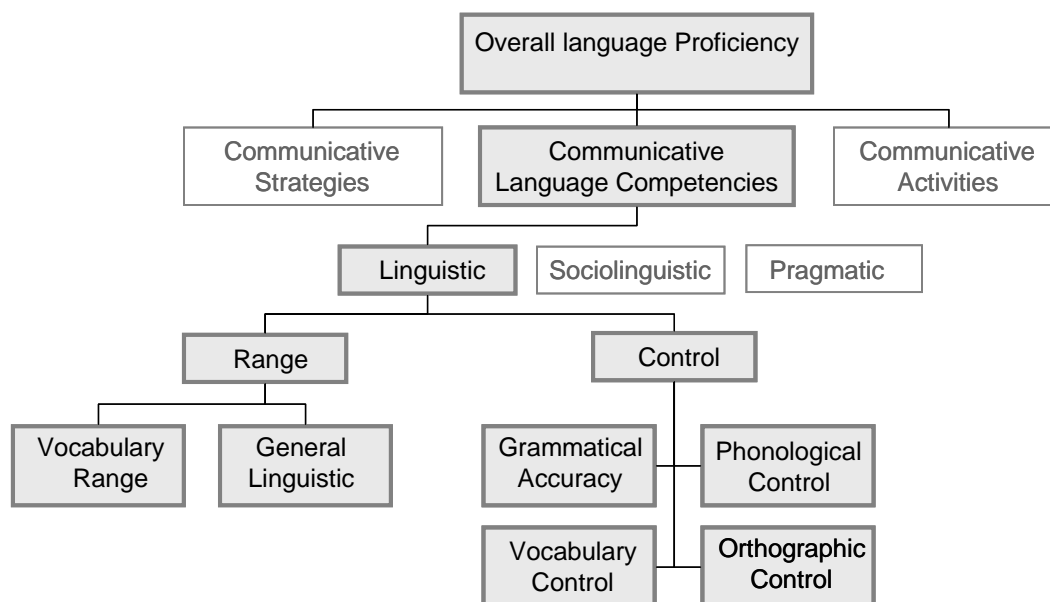 Overall language Proficiency
Communicative
Strategies
Communicative
Language Competencies
Communicative
Activities
Linguistic
Sociolinguistic
Pragmatic
Range
Control
Vocabulary
Range
General
Linguistic
Grammatical
Accuracy
Phonological
Control
Vocabulary
Control
Orthographic
Control